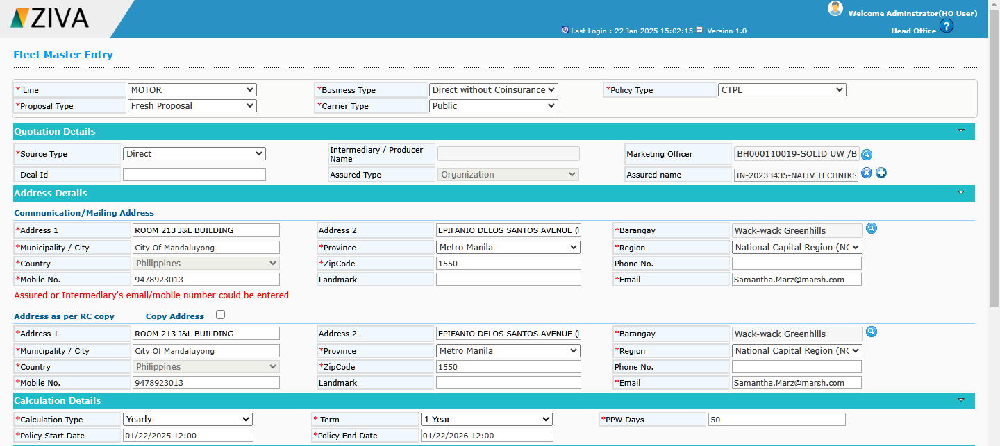 ZIVA
Welcome Adminstrator(HO User)
Last Login : 22 Jan 2025 15:02:15 Version 1.0
Head Office ?
Fleet Master Entry
* Line MOTOR *Business Type Direct without Coinsurance *Policy Type CTPL
*Proposal Type Fresh Proposal *Carrier Type Public
Quotation Details
*Source Type Direct Intermediary / Producer Name Marketing Officer BH000110019-SOLID UW /B
Deal Id Assured Type Organization Assured name IN-20233435-NATIV TECHNIKS
Address Details
Communication/Mailing Address
*Address 1 ROOM 213 J&L BUILDING Address 2 EPIFANIO DELOS SANTOS AVENUE ( *Barangay Wack-wack Greenhills
*Municipality / City City Of Mandaluyong *Province Metro Manila *Region National Capital Region (NC
*Country Philippines *ZipCode 1550 Phone No.
*Mobile No. 9478923013 Landmark *Email Samantha.Marz@marsh.com
Assured or Intermediary's email/mobile number could be entered
Address as per RC copy Copy Address
*Address 1 ROOM 213 J&L BUILDING Address 2 EPIFANIO DELOS SANTOS AVENUE ( *Barangay Wack-wack Greenhills
*Municipality / City City Of Mandaluyong *Province Metro Manila *Region National Capital Region (NC
*Country Philippines *ZipCode 1550 Phone No.
*Mobile No. 9478923013 Landmark *Email Samantha.Marz@marsh.com
Calculation Details
*Calculation Type Yearly * Term 1 Year *PPW Days 50
*Policy Start Date 01/22/2025 12:00 *Policy End Date 01/22/2026 12:00